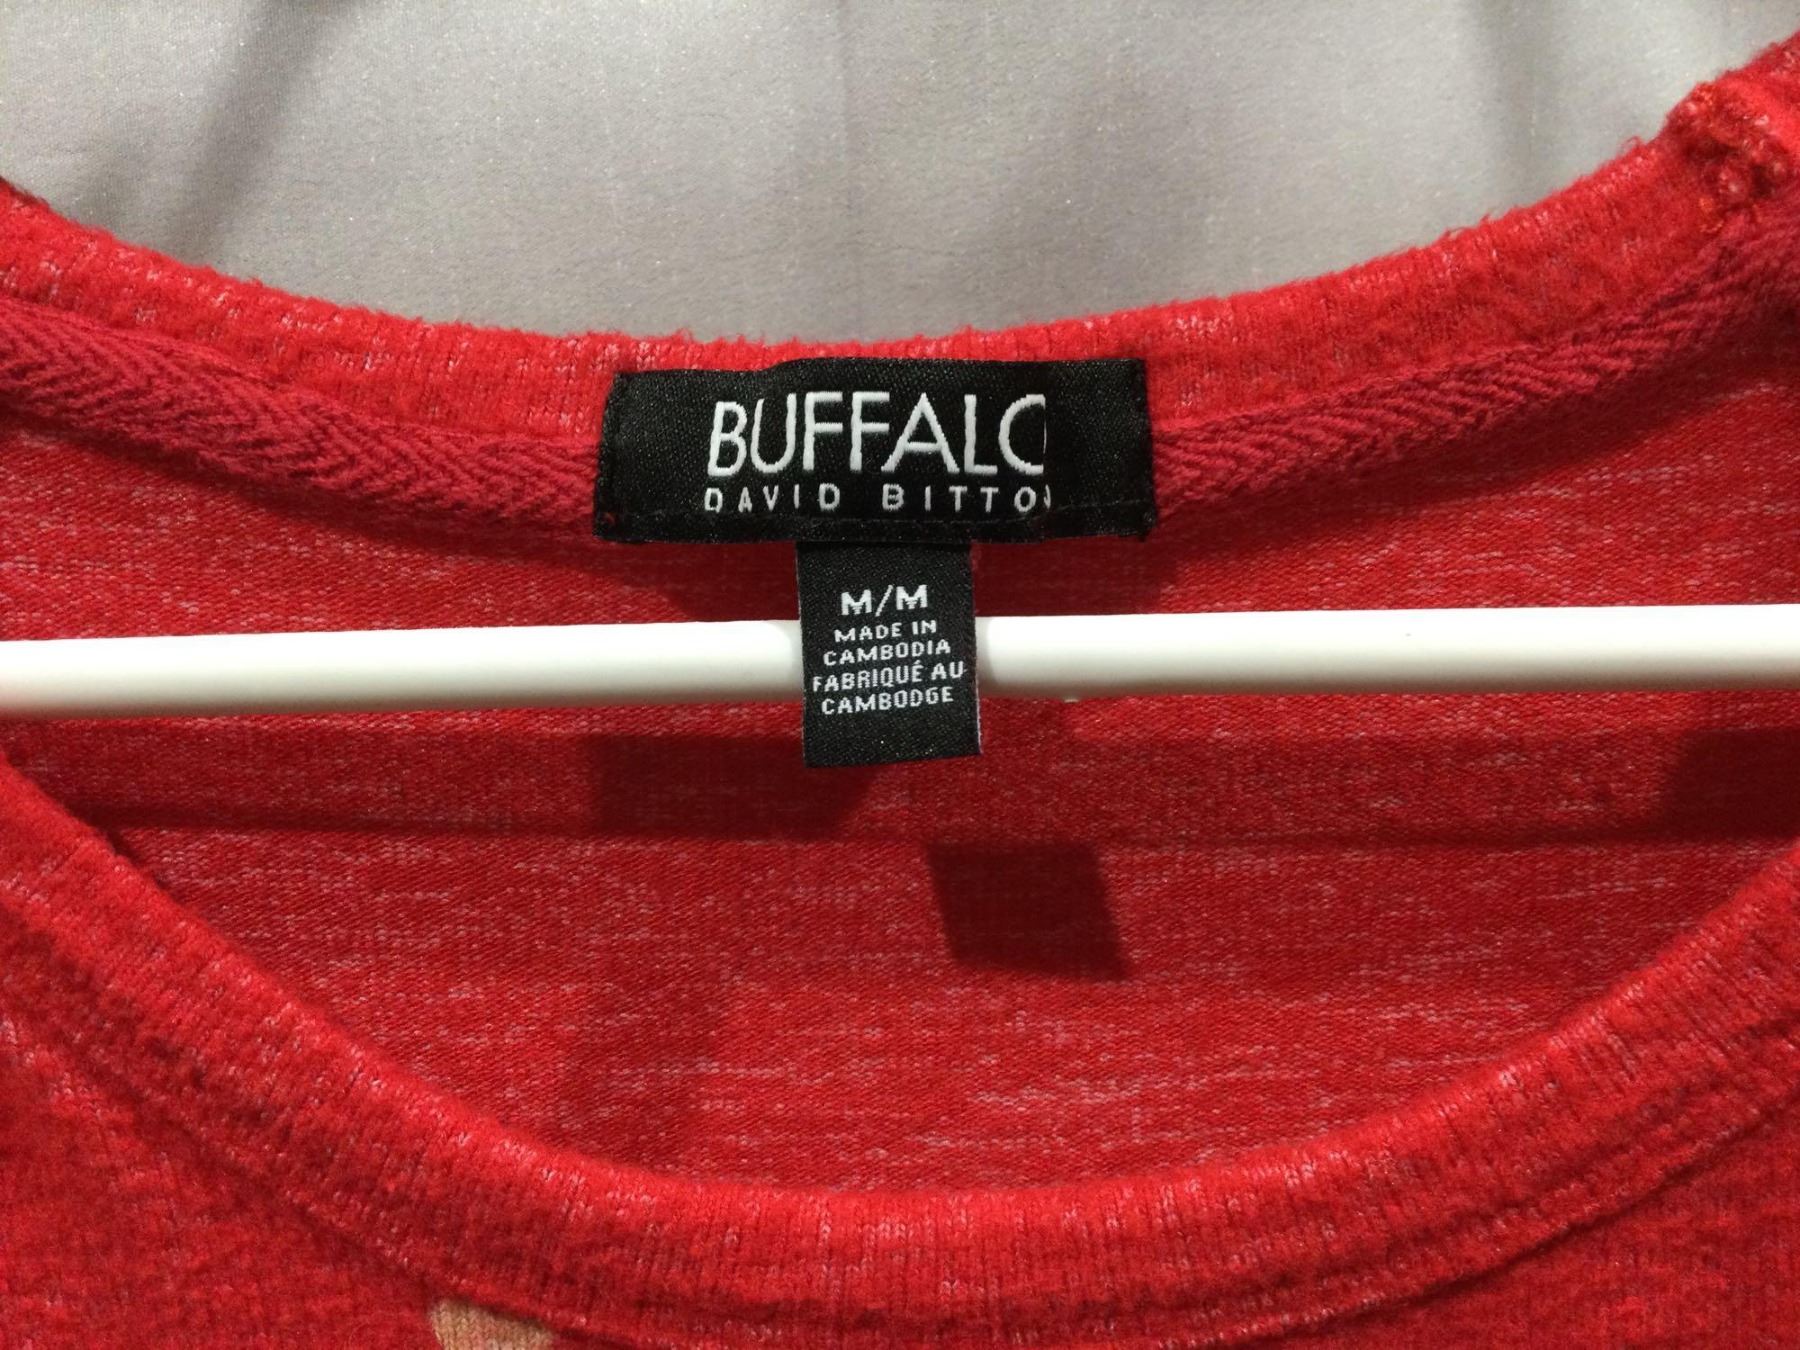 BUFFALO
DAVID BITTON
M/M
MADE IN
CAMBODIA
FABRIQUÉ AU
CAMBODGE